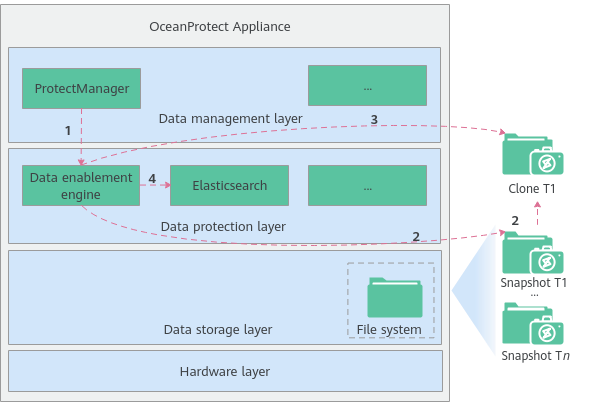 OceanProtect Appliance
ProtectManager
...
Data management layer
1
3
Data enablement
engine
4
Elasticsearch
...
Data protection layer
2
Clone T1
2
Snapshot T1
...
Snapshot Tn
File system
Data storage layer
Hardware layer